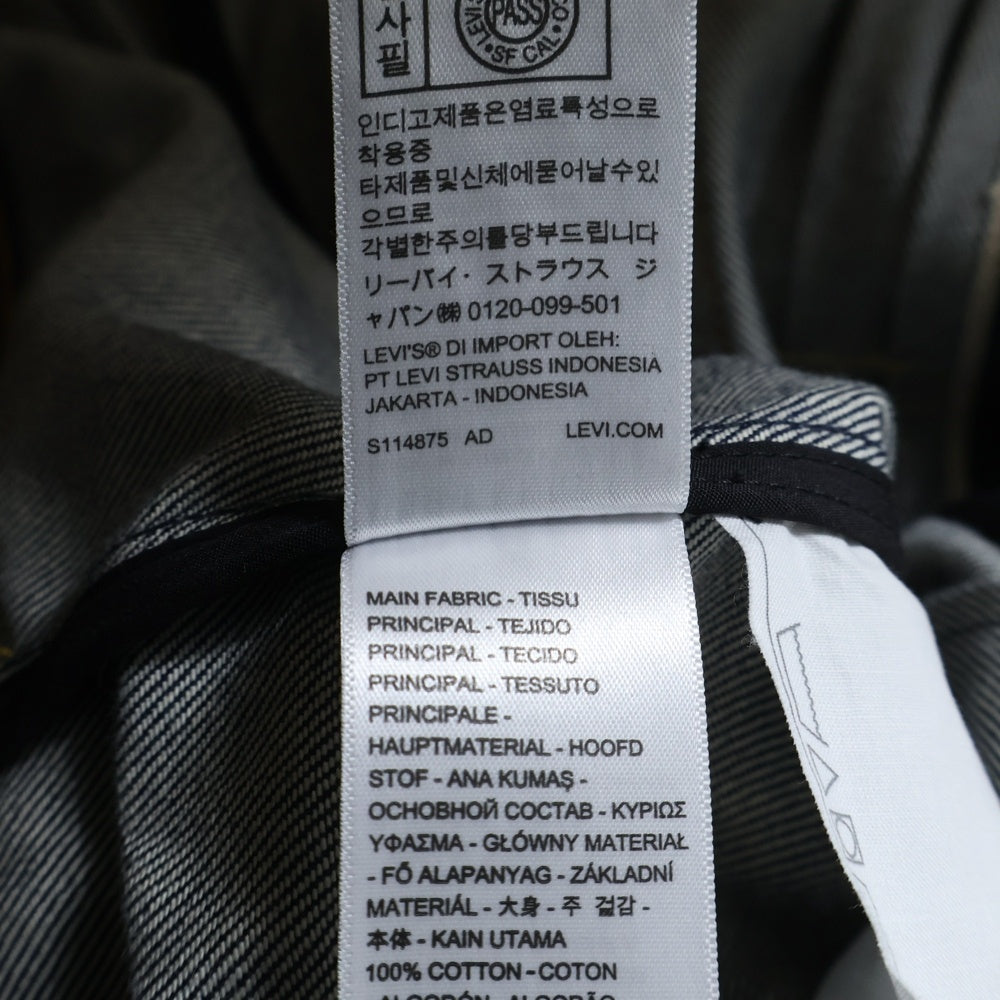 사
필
PASS
LEVI
SF CAL
CO
인디고제품은염료특성으로
착용중
타제품및신체에묻어날수있
으므로
각별한주의를당부드립니다
リーバイ・ストラウス ジ
ャパン㈱ 0120-099-501
LEVI'S® DI IMPORT OLEH:
PT LEVI STRAUSS INDONESIA
JAKARTA - INDONESIA
S114875 AD LEVI.COM
MAIN FABRIC - TISSU
PRINCIPAL - TEJIDO
PRINCIPAL - TECIDO
PRINCIPAL - TESSUTO
PRINCIPALE -
HAUPTMATERIAL - HOOFD
STOF - ANA KUMAŞ -
ОСНОВНОЙ СОСТАВ - ΚΥΡΙΩΣ
ΥΦΑΣΜΑ - GŁÓWNY MATERIAŁ
- FŐ ALAPANYAG - ZÁKLADNÍ
MATERIÁL - 大身 - 주 겉감 -
本体 - KAIN UTAMA
100% COTTON - COTON
ALGODÓN - ALGODÃO